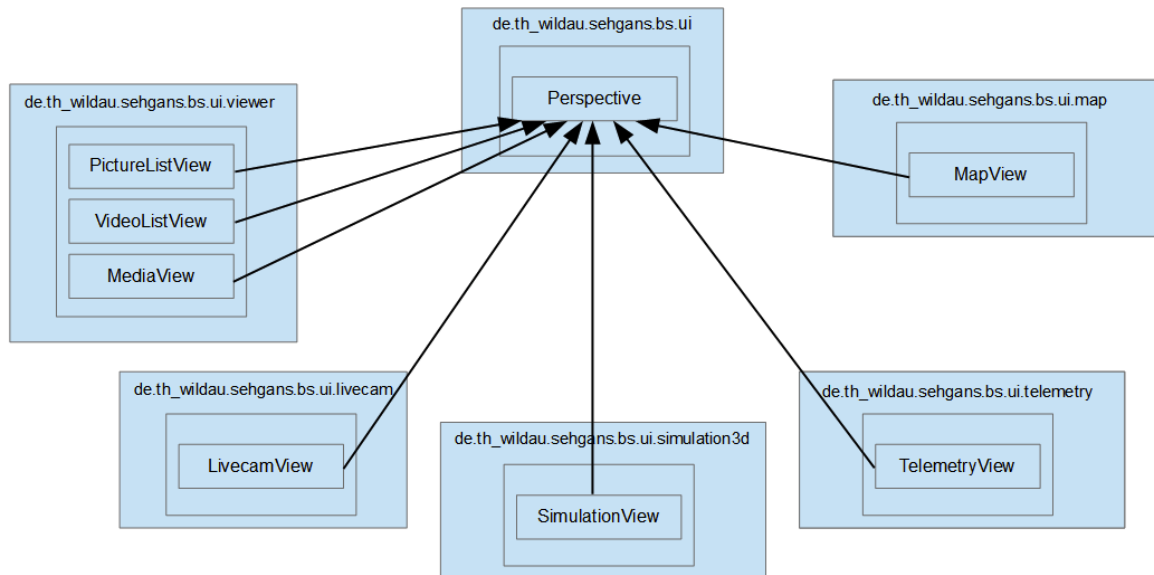 de.th_wildau.sehgans.bs.ui
Perspective
de.th_wildau.sehgans.bs.ui.viewer
PictureListView
VideoListView
MediaView
de.th_wildau.sehgans.bs.ui.map
MapView
de.th_wildau.sehgans.bs.ui.livecam
LivecamView
de.th_wildau.sehgans.bs.ui.simulation3d
SimulationView
de.th_wildau.sehgans.bs.ui.telemetry
TelemetryView